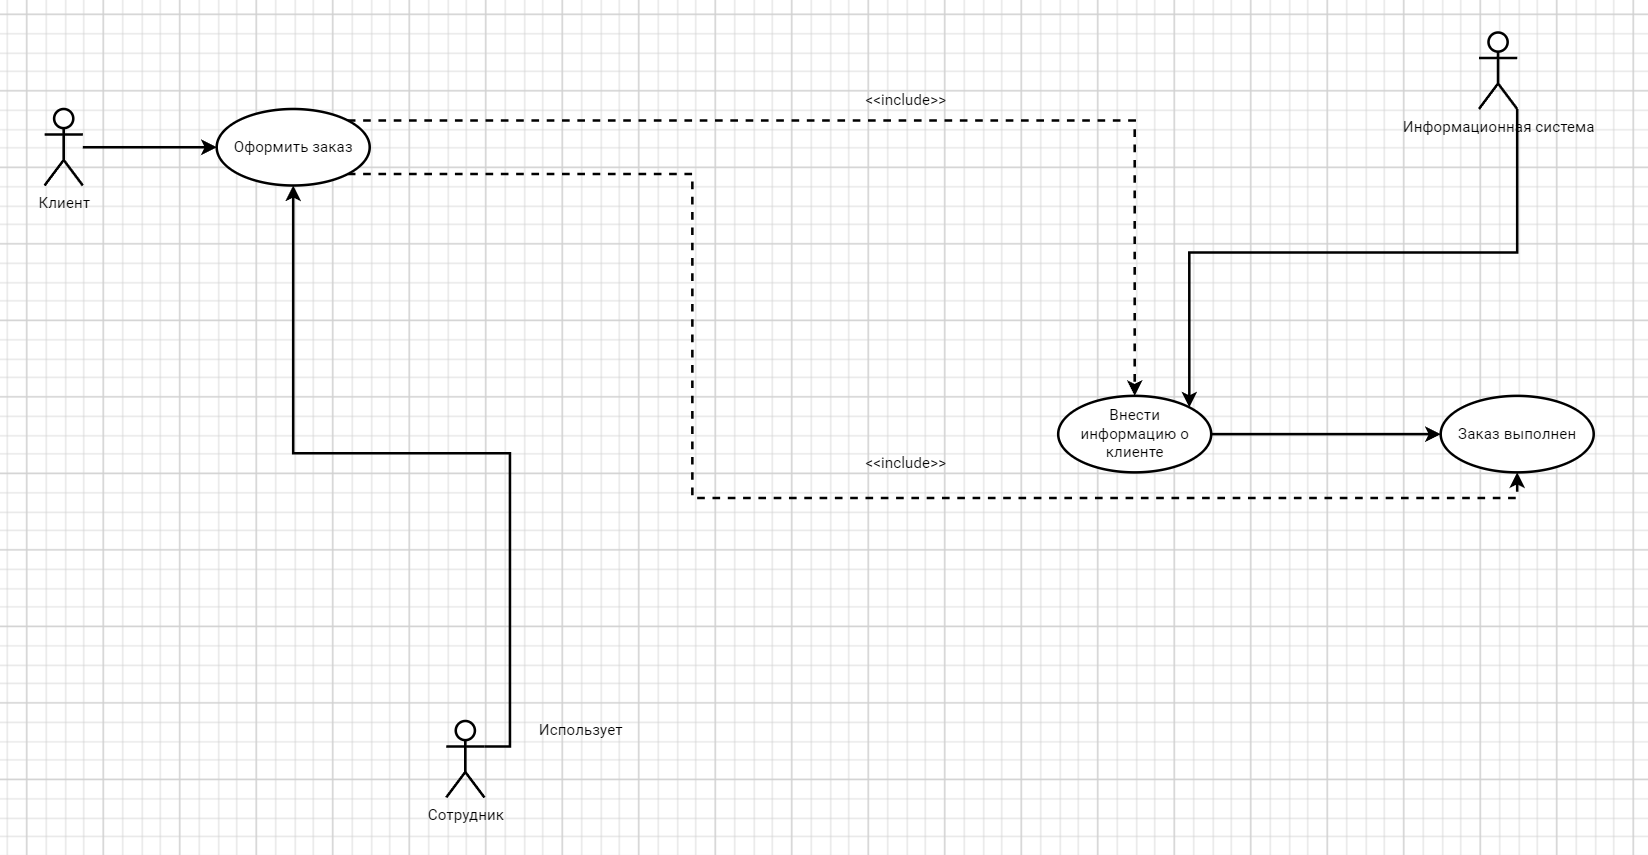 <<include>>
Информационная система
Оформить заказ
Клиент
Внести
информацию о
клиенте
Заказ выполнен
<<include>>
Использует
Сотрудник